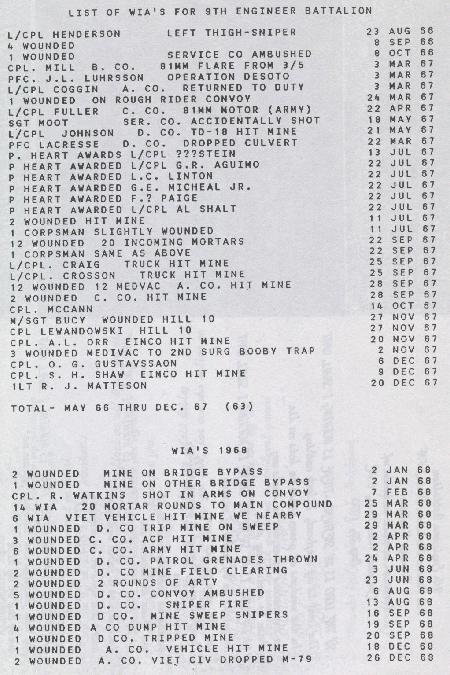 LIST OF WIA'S FOR 9TH ENGINEER BATTALION
L/CPL HENDERSON LEFT THIGH-SNIPER 23 AUG 66
4 WOUNDED 8 SEP 66
1 WOUNDED SERVICE CO AMBUSHED 8 OCT 66
CPL. MILL B. CO. 81MM FLARE FROM 3/5 3 MAR 67
PFC. J.L. LUHRSSON OPERATION DESOTO 3 MAR 67
L/CPL COGGIN A. CO. RETURNED TO DUTY 3 MAR 67
1 WOUNDED ON ROUGH RIDER CONVOY 24 MAR 67
L/CPL FULLER C. CO. 81MM MOTOR (ARMY) 22 APR 67
SGT MOOT SER. CO. ACCIDENTALLY SHOT 18 MAY 67
L/CPL JOHNSON D. CO. TD-18 HIT MINE 21 MAY 67
PFC LACRESSE D. CO. DROPPED CULVERT 22 MAR 67
P. HEART AWARDS L/CPL ???STEIN 13 JUL 67
P HEART AWARDED L/CPL G.R. AGUIMO 22 JUL 67
P HEART AWARDED L.C. LINTON 22 JUL 67
P HEART AWARDED G.E. MICHEAL JR. 22 JUL 67
P HEART AWARDED F.? PAIGE 22 JUL 67
P HEART AWARDED L/CPL AL SHALT 22 JUL 67
2 WOUNDED HIT MINE 11 JUL 67
1 CORPSMAN SLIGHTLY WOUNDED 11 JUL 67
12 WOUNDED 20 INCOMING MORTARS 22 SEP 67
1 CORPSMAN SAME AS ABOVE 22 SEP 67
L/CPL. CRAIG TRUCK HIT MINE 25 SEP 67
L/CPL. CROSSON TRUCK HIT MINE 25 SEP 67
12 WOUNDED 12 MEDVAC A. CO. HIT MINE 28 SEP 67
2 WOUNDED C. CO. HIT MINE 28 SEP 67
CPL. MCCANN 14 OCT 67
M/SGT BUCY WOUNDED HILL 10 27 NOV 67
CPL LEWANDOWSKI HILL 10 27 NOV 67
CPL. A.L. ORR EIMCO HIT MINE 20 NOV 67
3 WOUNDED MEDIVAC TO 2ND SURG BOOBY TRAP 2 NOV 67
CPL. O. G. GUSTAVSSAON 6 DEC 67
CPL. S. H. SHAW EIMCO HIT MINE 9 DEC 67
1LT R. J. MATTESON 20 DEC 67
TOTAL- MAY 66 THRU DEC. 67 (63)
WIA'S 1968
2 WOUNDED MINE ON BRIDGE BYPASS 2 JAN 68
1 WOUNDED MINE ON OTHER BRIDGE BYPASS 2 JAN 68
CPL. R. WATKINS SHOT IN ARMS ON CONVOY 7 FEB 68
14 WIA 20 MORTAR ROUNDS TO MAIN COMPOUND 25 MAR 68
6 WIA VIET VEHICLE HIT MINE WE NEARBY 29 MAR 68
1 WOUNDED D. CO TRIP MINE ON SWEEP 29 MAR 68
3 WOUNDED C. CO. ACP HIT MINE 2 APR 68
6 WOUNDED C. CO. ARMY HIT MINE 2 APR 68
1 WOUNDED D. CO. PATROL GRENADES THROWN 24 APR 68
2 WOUNDED D. CO MINE FIELD CLEARING 3 JUN 68
2 WOUNDED 2 ROUNDS OF ARTY 23 JUN 68
5 WOUNDED D. CO. CONVOY AMBUSHED 6 AUG 68
1 WOUNDED D. CO. SNIPER FIRE 13 AUG 68
1 WOUNDED D CO. MINE SWEEP SNIPERS 16 SEP 68
4 WOUNDED A CO DUMP HIT MINE 19 SEP 68
1 WOUNDED D CO. TRIPPED MINE 20 SEP 68
1 WOUNDED A. CO. VEHICLE HIT MINE 18 DEC 68
2 WOUNDED A. CO. VIET CIV DROPPED M-79 26 DEC 68